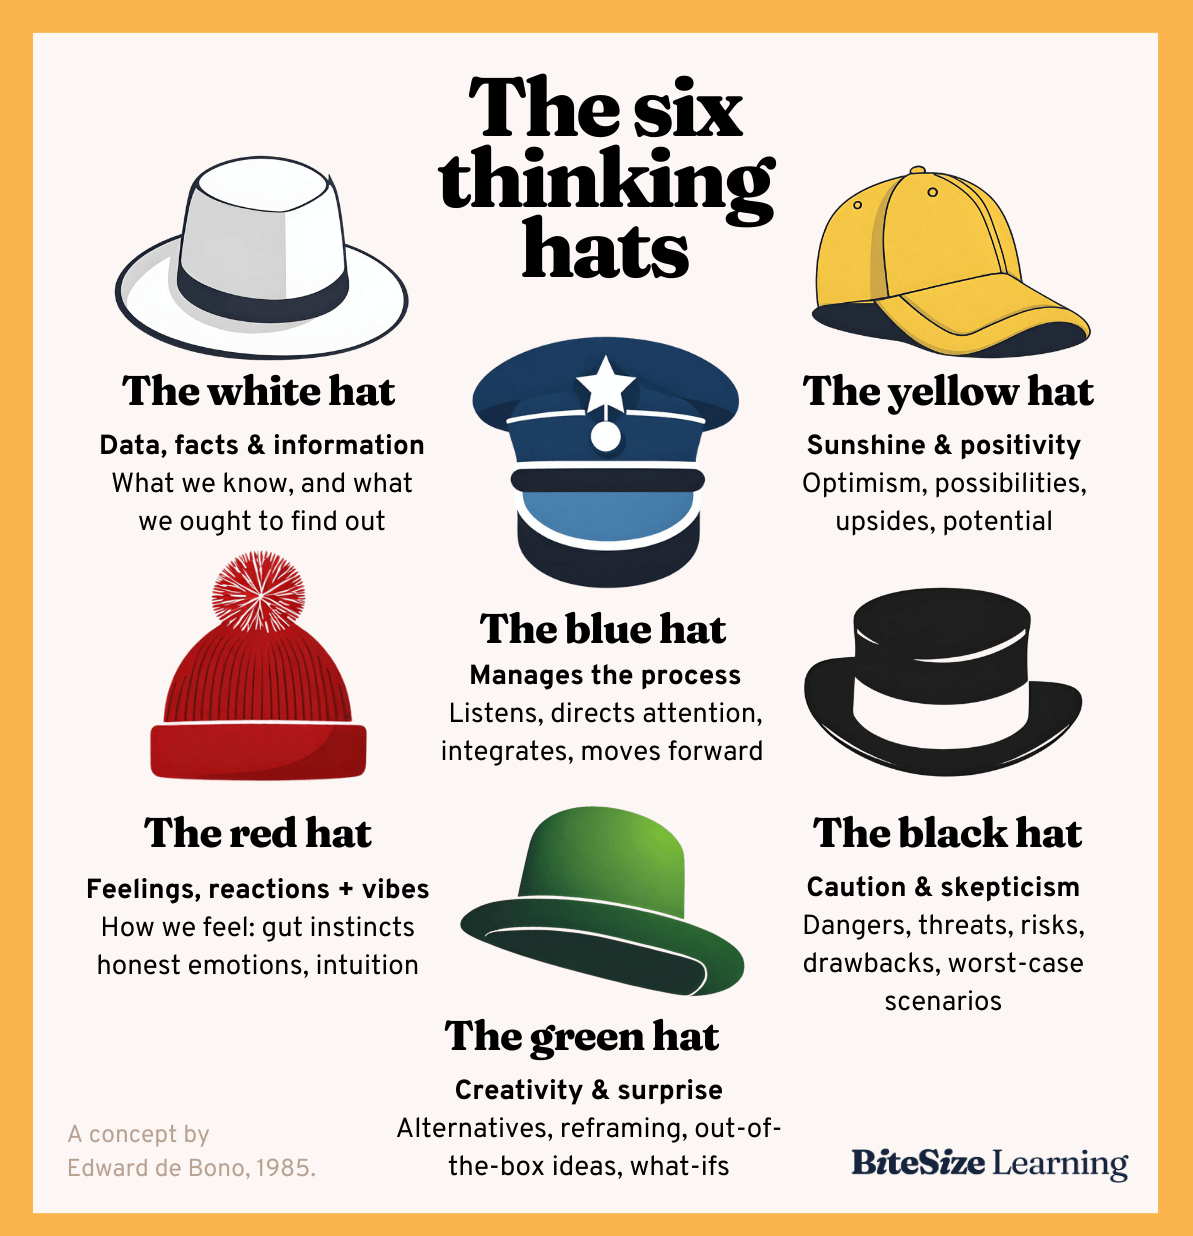 The six
thinking
hats
The white hat
Data, facts & information
What we know, and what
we ought to find out
The yellow hat
Sunshine & positivity
Optimism, possibilities,
upsides, potential
The blue hat
Manages the process
Listens, directs attention,
integrates, moves forward
The red hat
Feelings, reactions + vibes
How we feel: gut instincts
honest emotions, intuition
The black hat
Caution & skepticism
Dangers, threats, risks,
drawbacks, worst-case
scenarios
The green hat
Creativity & surprise
Alternatives, reframing, out-of-
the-box ideas, what-ifs
A concept by
Edward de Bono, 1985.
BiteSize Learning